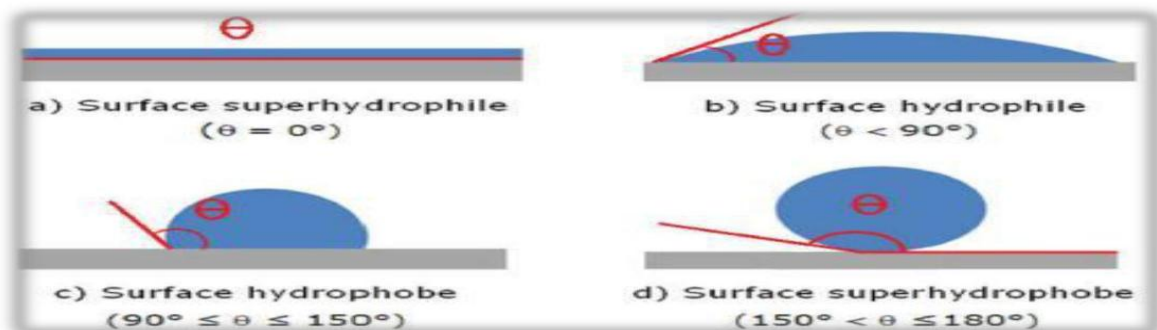 Θ
Θ
a) Surface superhydrophile
(θ = 0°)
b) Surface hydrophile
(θ < 90°)
Θ
Θ
c) Surface hydrophobe
(90° ≤ θ ≤ 150°)
d) Surface superhydrophobe
(150° < θ ≤180°)